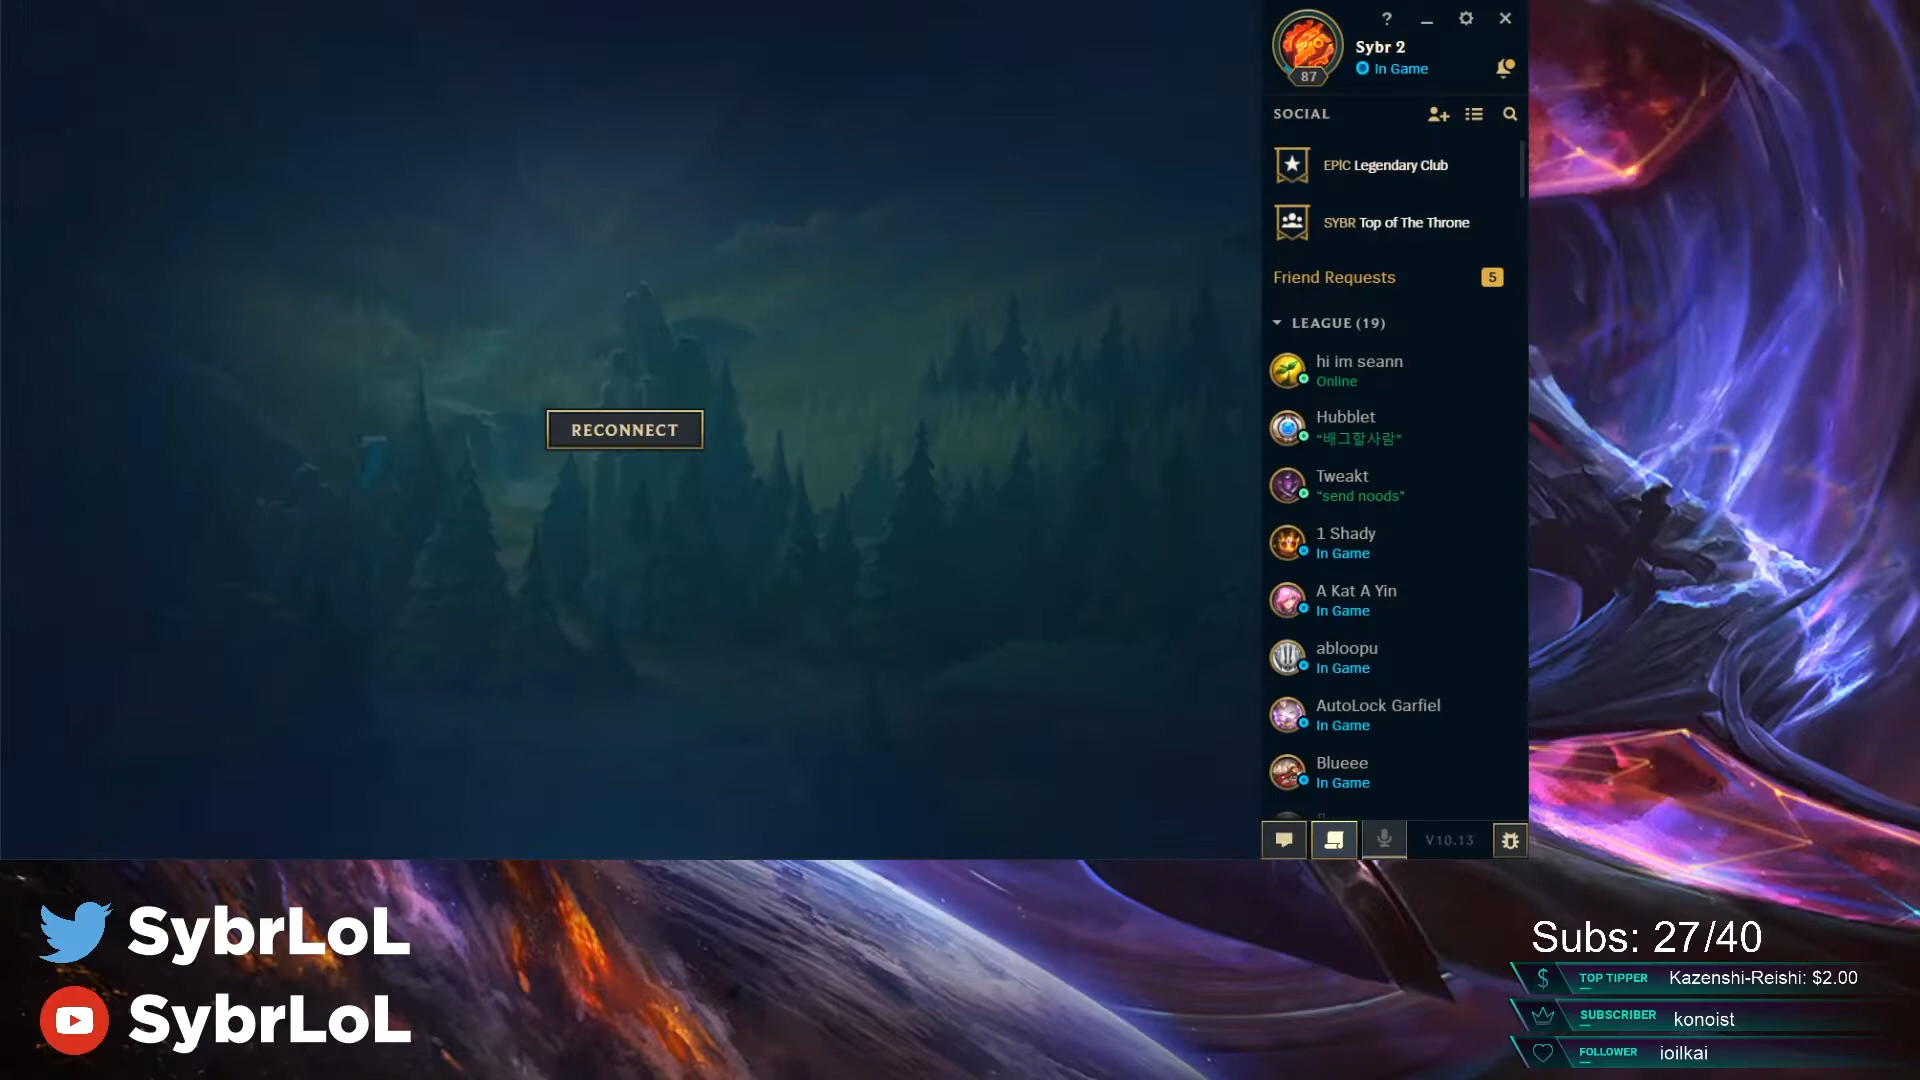 ?
Sybr 2
In Game
87
SOCIAL
EPIC Legendary Club
SYBR Top of The Throne
Friend Requests 5
LEAGUE (19)
hi im seann
Online
Hubblet
“배그할사람”
Tweakt
“send noods”
1 Shady
In Game
A Kat A Yin
In Game
abloopu
In Game
AutoLock Garfiel
In Game
Blueee
In Game
V10.13
RECONNECT
SybrLoL
SybrLoL
Subs: 27/40
$ TOP TIPPER Kazenshi-Reishi: $2.00
SUBSCRIBER konoist
FOLLOWER ioilkai